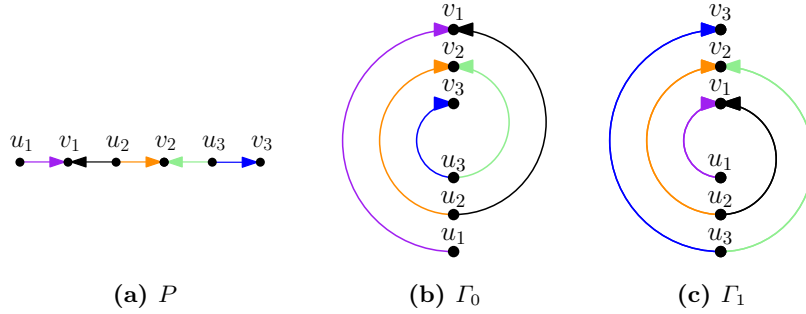 u₁ v₁ u₂ v₂ u₃ v₃
(a) P
v₁
v₂
v₃
u₃
u₂
u₁
(b) Γ₀
v₃
v₂
v₁
u₁
u₂
u₃
(c) Γ₁